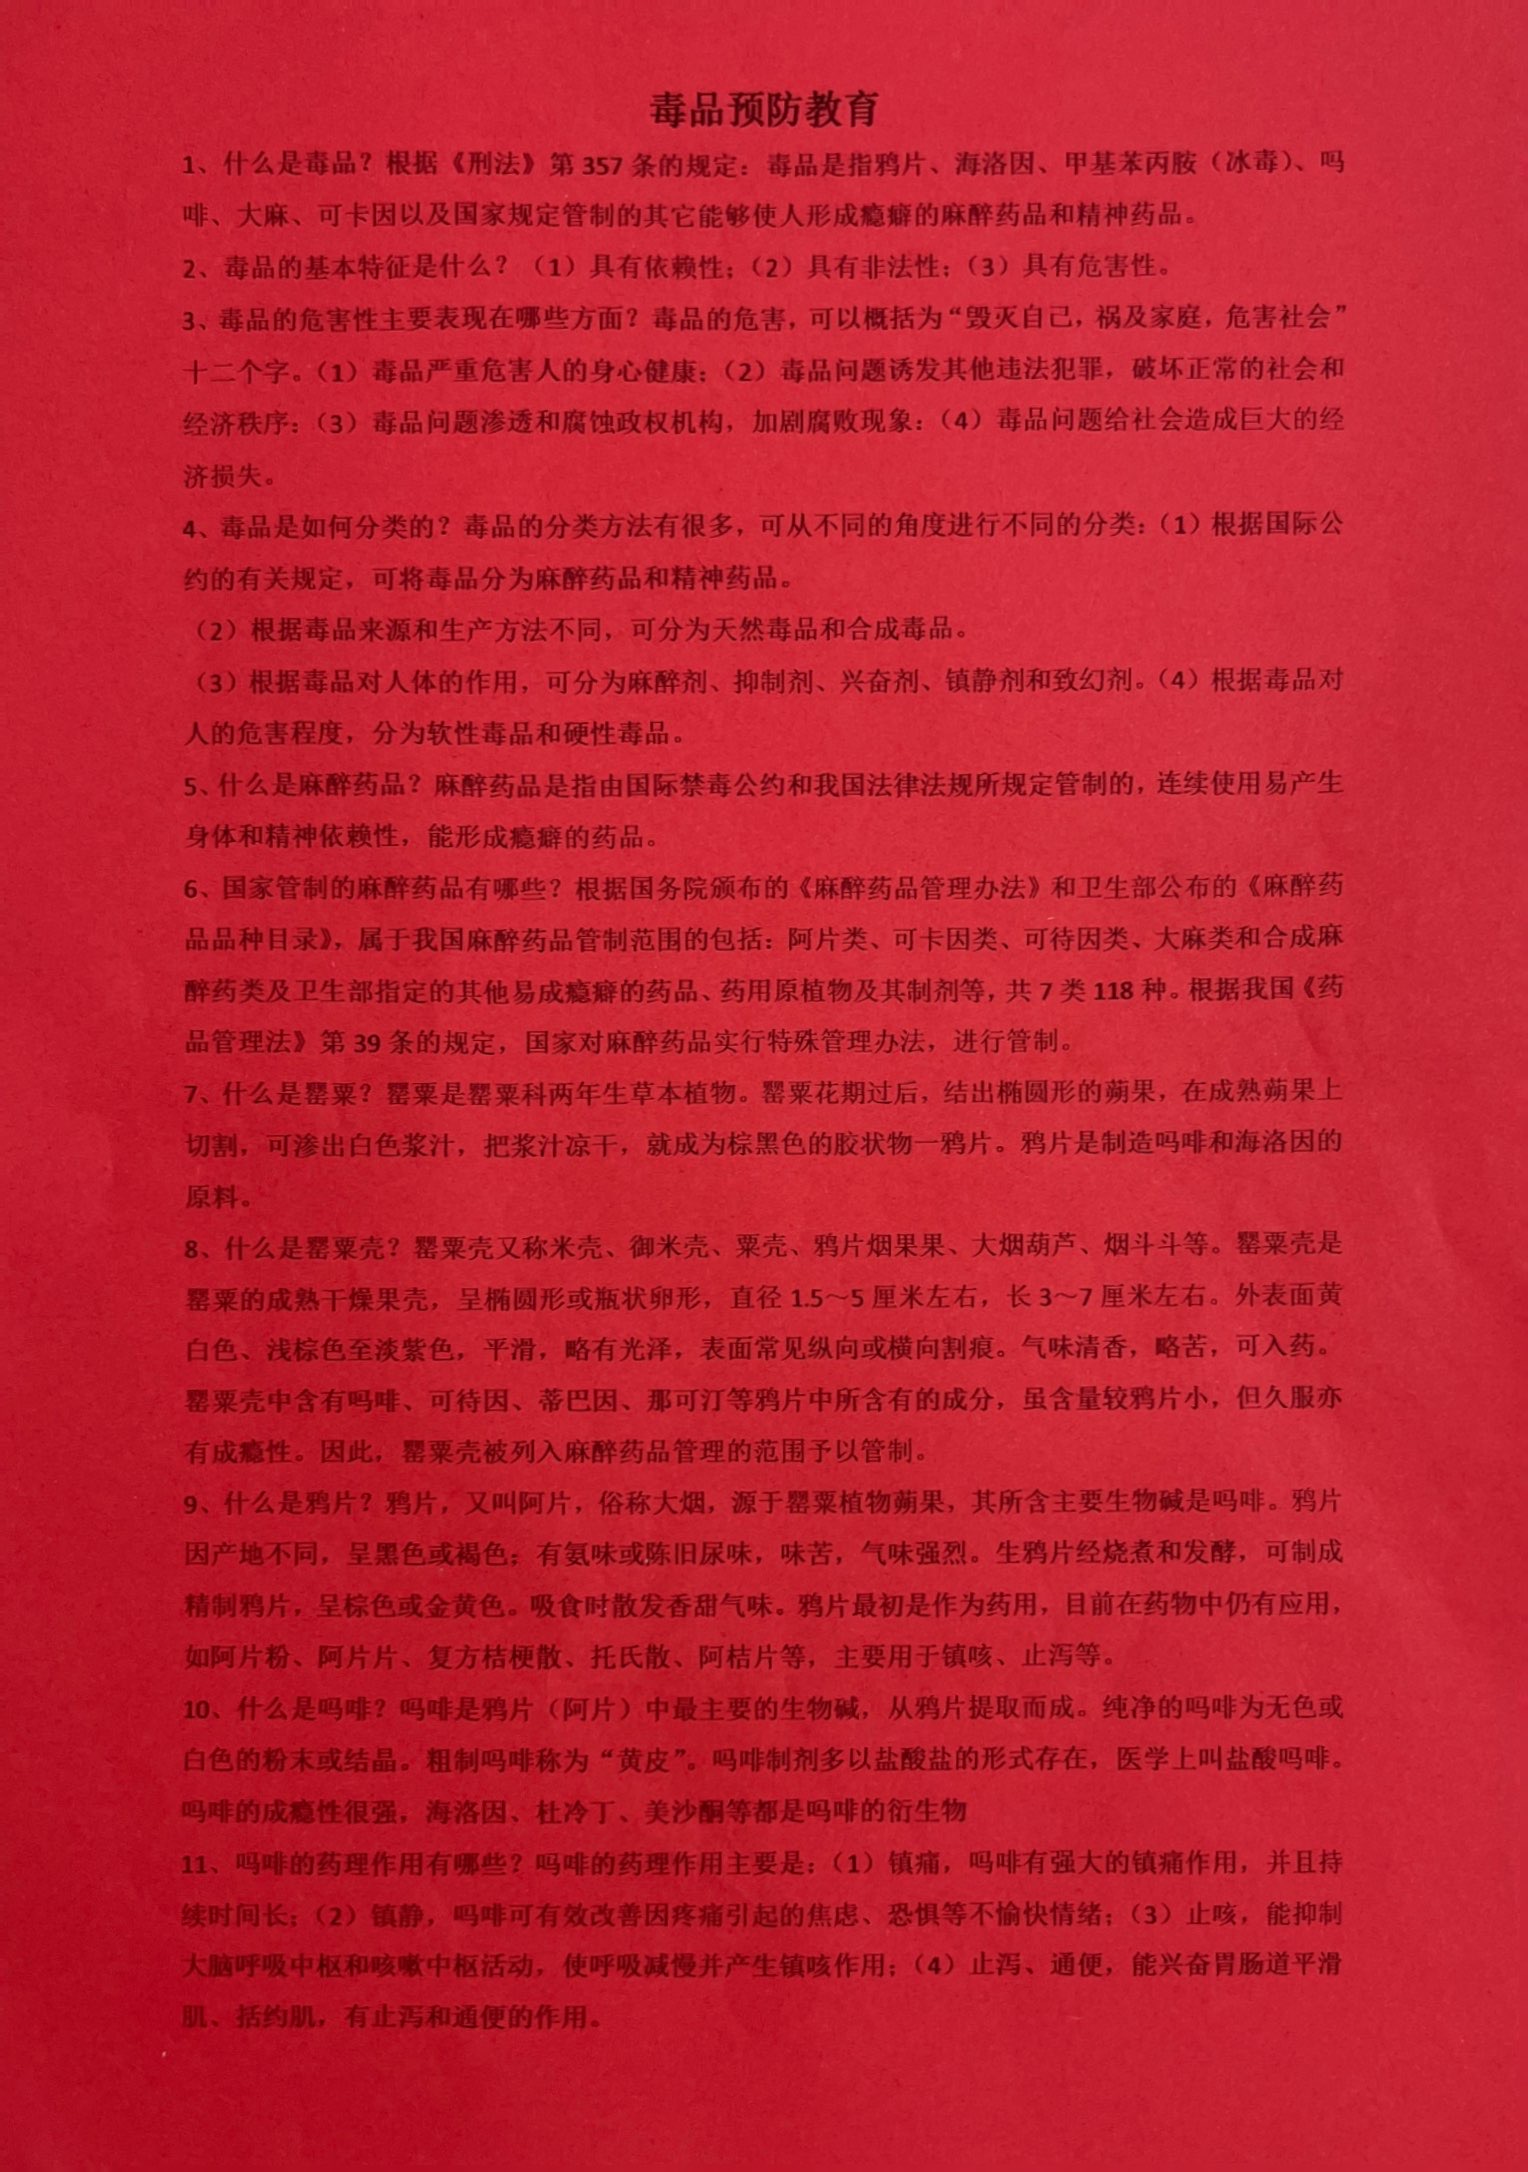 毒品预防教育
1、什么是毒品？根据《刑法》第 357 条的规定：毒品是指鸦片、海洛因、甲基苯丙胺（冰毒）、吗
啡、大麻、可卡因以及国家规定管制的其它能够使人形成瘾癖的麻醉药品和精神药品。
2、毒品的基本特征是什么？（1）具有依赖性；（2）具有非法性；（3）具有危害性。
3、毒品的危害性主要表现在哪些方面？毒品的危害，可以概括为“毁灭自己，祸及家庭，危害社会”
十二个字。（1）毒品严重危害人的身心健康；（2）毒品问题诱发其他违法犯罪，破坏正常的社会和
经济秩序：（3）毒品问题渗透和腐蚀政权机构，加剧腐败现象：（4）毒品问题给社会造成巨大的经
济损失。
4、毒品是如何分类的？毒品的分类方法有很多，可从不同的角度进行不同的分类：（1）根据国际公
约的有关规定，可将毒品分为麻醉药品和精神药品。
（2）根据毒品来源和生产方法不同，可分为天然毒品和合成毒品。
（3）根据毒品对人体的作用，可分为麻醉剂、抑制剂、兴奋剂、镇静剂和致幻剂。（4）根据毒品对
人的危害程度，分为软性毒品和硬性毒品。
5、什么是麻醉药品？麻醉药品是指由国际禁毒公约和我国法律法规所规定管制的，连续使用易产生
身体和精神依赖性，能形成瘾癖的药品。
6、国家管制的麻醉药品有哪些？根据国务院颁布的《麻醉药品管理办法》和卫生部公布的《麻醉药
品品种目录》，属于我国麻醉药品管制范围的包括：阿片类、可卡因类、可待因类、大麻类和合成麻
醉药类及卫生部指定的其他易成瘾癖的药品、药用原植物及其制剂等，共 7 类 118 种。根据我国《药
品管理法》第 39 条的规定，国家对麻醉药品实行特殊管理办法，进行管制。
7、什么是罂粟？罂粟是罂粟科两年生草本植物。罂粟花期过后，结出椭圆形的蒴果，在成熟蒴果上
切割，可渗出白色浆汁，把浆汁凉干，就成为棕黑色的胶状物一鸦片。鸦片是制造吗啡和海洛因的
原料。
8、什么是罂粟壳？罂粟壳又称米壳、御米壳、粟壳、鸦片烟果果、大烟葫芦、烟斗斗等。罂粟壳是
罂粟的成熟干燥果壳，呈椭圆形或瓶状卵形，直径 1.5～5 厘米左右，长 3～7 厘米左右。外表面黄
白色、浅棕色至淡紫色，平滑，略有光泽，表面常见纵向或横向割痕。气味清香，略苦，可入药。
罂粟壳中含有吗啡、可待因、蒂巴因、那可汀等鸦片中所含有的成分，虽含量较鸦片小，但久服亦
有成瘾性。因此，罂粟壳被列入麻醉药品管理的范围予以管制。
9、什么是鸦片？鸦片，又叫阿片，俗称大烟，源于罂粟植物蒴果，其所含主要生物碱是吗啡。鸦片
因产地不同，呈黑色或褐色；有氨味或陈旧尿味，味苦，气味强烈。生鸦片经烧煮和发酵，可制成
精制鸦片，呈棕色或金黄色。吸食时散发香甜气味。鸦片最初是作为药用，目前在药物中仍有应用，
如阿片粉、阿片片、复方桔梗散、托氏散、阿桔片等，主要用于镇咳、止泻等。
10、什么是吗啡？吗啡是鸦片（阿片）中最主要的生物碱，从鸦片提取而成。纯净的吗啡为无色或
白色的粉末或结晶。粗制吗啡称为“黄皮”。吗啡制剂多以盐酸盐的形式存在，医学上叫盐酸吗啡。
吗啡的成瘾性很强，海洛因、杜冷丁、美沙酮等都是吗啡的衍生物
11、吗啡的药理作用有哪些？吗啡的药理作用主要是：（1）镇痛，吗啡有强大的镇痛作用，并且持
续时间长；（2）镇静，吗啡可有效改善因疼痛引起的焦虑、恐惧等不愉快情绪；（3）止咳，能抑制
大脑呼吸中枢和咳嗽中枢活动，使呼吸减慢并产生镇咳作用；（4）止泻、通便，能兴奋胃肠道平滑
肌、括约肌，有止泻和通便的作用。